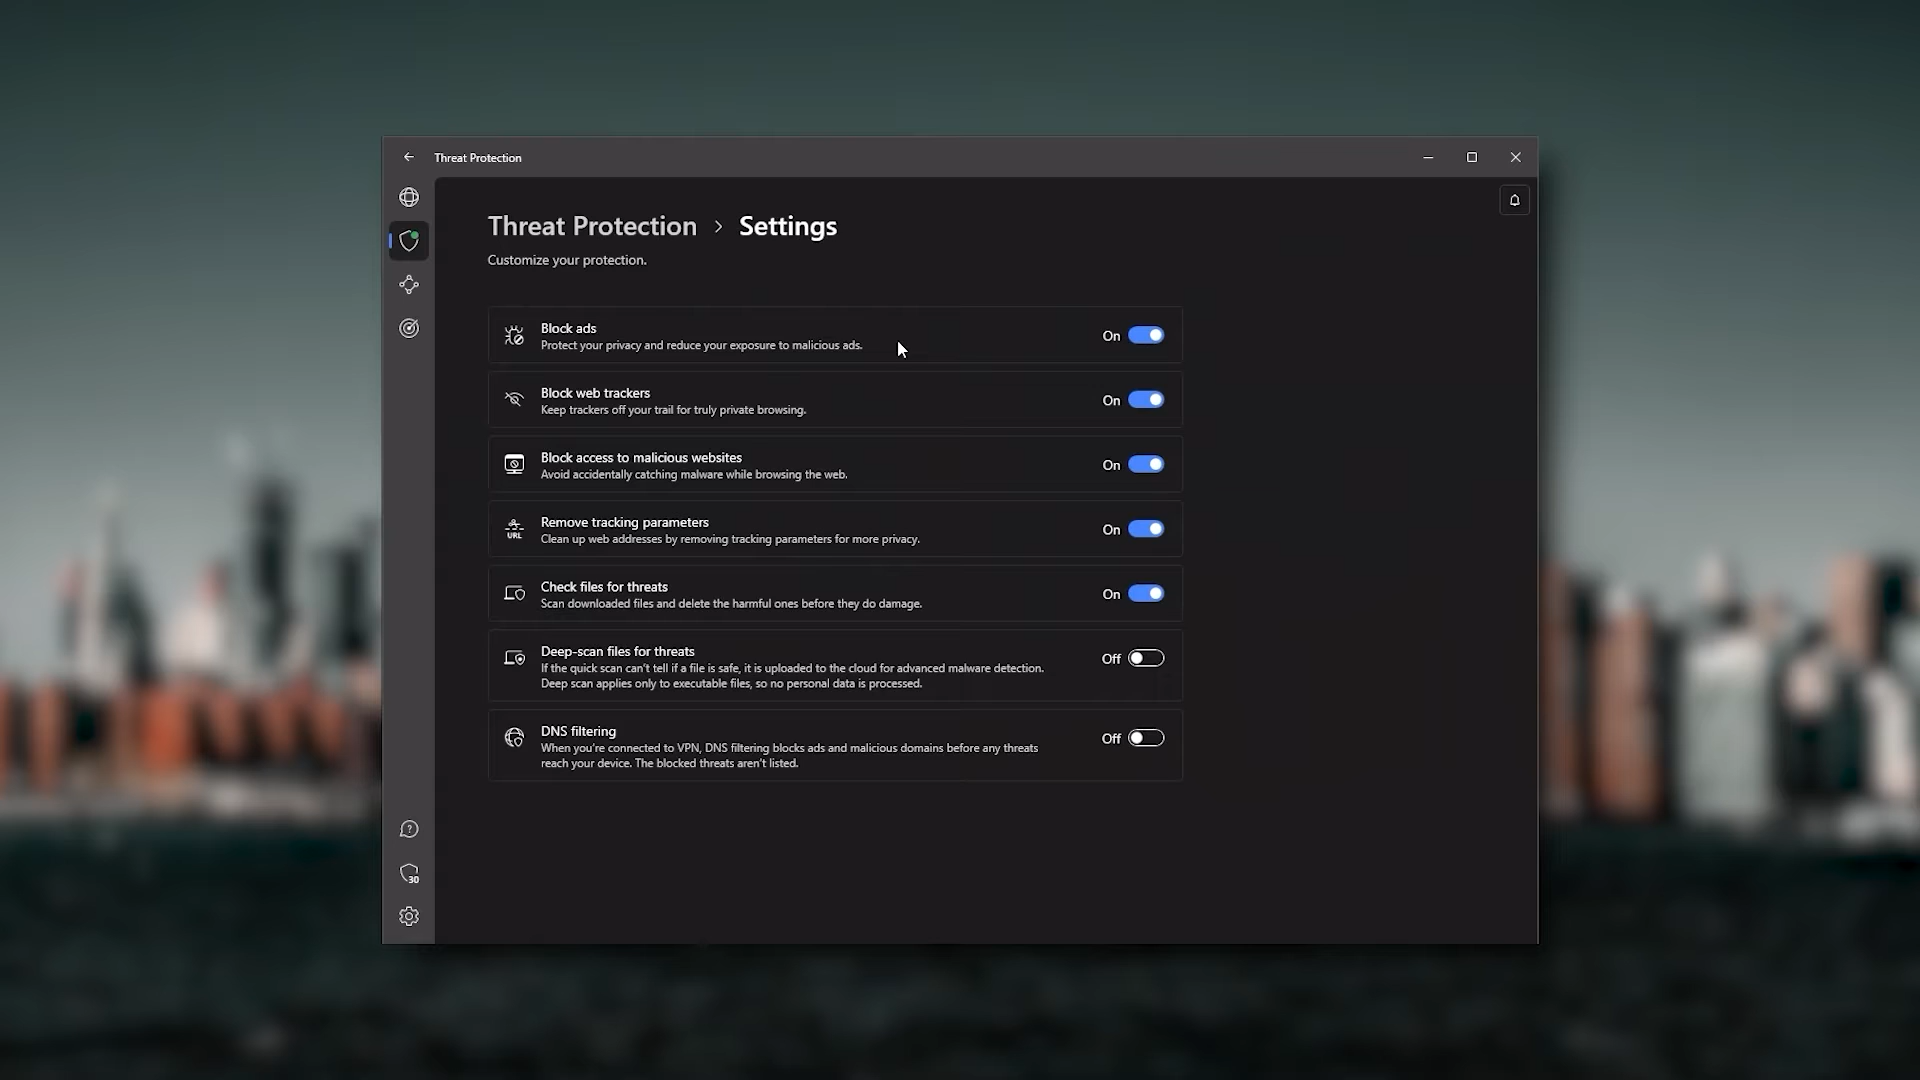 Threat Protection
Threat Protection > Settings
Customize your protection.
Block ads
Protect your privacy and reduce your exposure to malicious ads.
On
Block web trackers
Keep trackers off your trail for truly private browsing.
On
Block access to malicious websites
Avoid accidentally catching malware while browsing the web.
On
URL
Remove tracking parameters
Clean up web addresses by removing tracking parameters for more privacy.
On
Check files for threats
Scan downloaded files and delete the harmful ones before they do damage.
On
Deep-scan files for threats
If the quick scan can't tell if a file is safe, it is uploaded to the cloud for advanced malware detection.
Deep scan applies only to executable files, so no personal data is processed.
Off
DNS filtering
When you're connected to VPN, DNS filtering blocks ads and malicious domains before any threats
reach your device. The blocked threats aren't listed.
Off
30